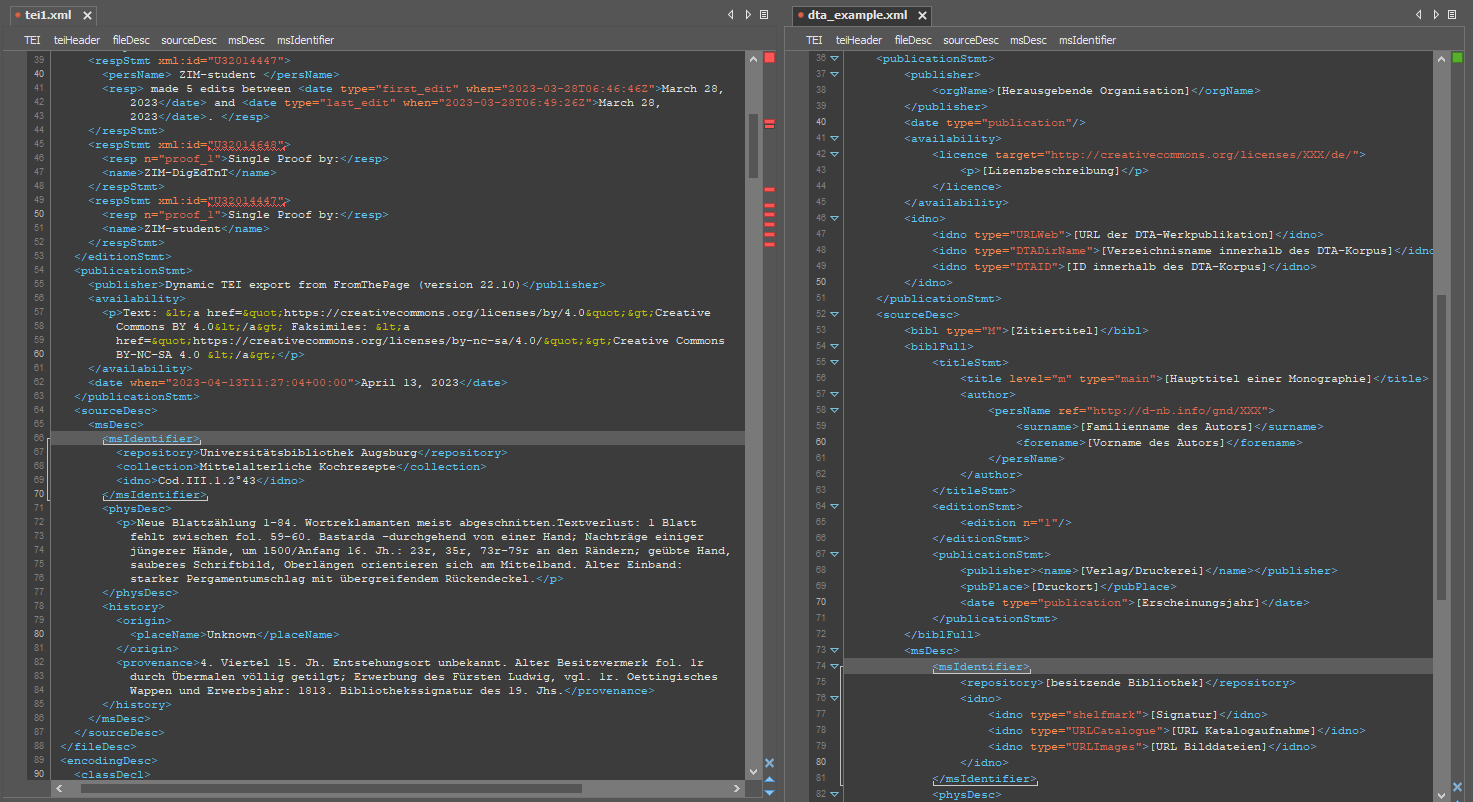 tei1.xml
TEI teiHeader fileDesc sourceDesc msDesc msIdentifier
39 <respStmt xml:id="U32014447">
40 <persName> ZIM-student </persName>
41 <resp> made 5 edits between <date type="first_edit" when="2023-03-28T06:46:46Z">March 28,
42 2023</date> and <date type="last_edit" when="2023-03-28T06:49:26Z">March 28,
43 2023</date>. </resp>
44 </respStmt>
45 <respStmt xml:id="U32014648">
46 <resp n="proof_1">Single Proof by:</resp>
47 <name>ZIM-DigEdTnT</name>
48 </respStmt>
49 <respStmt xml:id="U32014447">
50 <resp n="proof_1">Single Proof by:</resp>
51 <name>ZIM-student</name>
52 </respStmt>
53 </editionStmt>
54 <publicationStmt>
55 <publisher>Dynamic TEI export from FromThePage (version 22.10)</publisher>
56 <availability>
57 <p>Text: &lt;a href=&quot;https://creativecommons.org/licenses/by/4.0&quot;&gt;Creative
58 Commons BY 4.0&lt;/a&gt; Faksimiles: &lt;a
59 href=&quot;https://creativecommons.org/licenses/by-nc-sa/4.0/&quot;&gt;Creative Commons
60 BY-NC-SA 4.0 &lt;/a&gt;</p>
61 </availability>
62 <date when="2023-04-13T11:27:04+00:00">April 13, 2023</date>
63 </publicationStmt>
64 <sourceDesc>
65 <msDesc>
66 <msIdentifier>
67 <repository>Universitätsbibliothek Augsburg</repository>
68 <collection>Mittelalterliche Kochrezepte</collection>
69 <idno>Cod.III.1.2°43</idno>
70 </msIdentifier>
71 <physDesc>
72 <p>Neue Blattzählung 1-84. Wortreklamanten meist abgeschnitten.Textverlust: 1 Blatt
73 fehlt zwischen fol. 59-60. Bastarda -durchgehend von einer Hand; Nachträge einiger
74 jüngerer Hände, um 1500/Anfang 16. Jh.: 23r, 35r, 73r-79r an den Rändern; geübte Hand,
75 sauberes Schriftbild, Oberlängen orientieren sich am Mittelband. Alter Einband:
76 starker Pergamentumschlag mit übergreifendem Rückendeckel.</p>
77 </physDesc>
78 <history>
79 <origin>
80 <placeName>Unknown</placeName>
81 </origin>
82 <provenance>4. Viertel 15. Jh. Entstehungsort unbekannt. Alter Besitzvermerk fol. 1r
83 durch Übermalen völlig getilgt; Erwerbung des Fürsten Ludwig, vgl. 1r. Oettingisches
84 Wappen und Erwerbsjahr: 1813. Bibliothekssignatur des 19. Jhs.</provenance>
85 </history>
86 </msDesc>
87 </sourceDesc>
88 </fileDesc>
89 <encodingDesc>
90 <classDecl>
dta_example.xml
TEI teiHeader fileDesc sourceDesc msDesc msIdentifier
36 <publicationStmt>
37 <publisher>
38 <orgName>[Herausgebende Organisation]</orgName>
39 </publisher>
40 <date type="publication"/>
41 <availability>
42 <licence target="http://creativecommons.org/licenses/XXX/de/">
43 <p>[Lizenzbeschreibung]</p>
44 </licence>
45 </availability>
46 <idno>
47 <idno type="URLWeb">[URL der DTA-Werkpublikation]</idno>
48 <idno type="DTADirName">[Verzeichnisname innerhalb des DTA-Korpus]</idno
49 <idno type="DTAID">[ID innerhalb des DTA-Korpus]</idno>
50 </idno>
51 </publicationStmt>
52 <sourceDesc>
53 <bibl type="M">[Zitiertitel]</bibl>
54 <biblFull>
55 <titleStmt>
56 <title level="m" type="main">[Haupttitel einer Monographie]</title>
57 <author>
58 <persName ref="http://d-nb.info/gnd/XXX">
59 <surname>[Familienname des Autors]</surname>
60 <forename>[Vorname des Autors]</forename>
61 </persName>
62 </author>
63 </titleStmt>
64 <editionStmt>
65 <edition n="1"/>
66 </editionStmt>
67 <publicationStmt>
68 <publisher><name>[Verlag/Druckerei]</name></publisher>
69 <pubPlace>[Druckort]</pubPlace>
70 <date type="publication">[Erscheinungsjahr]</date>
71 </publicationStmt>
72 </biblFull>
73 <msDesc>
74 <msIdentifier>
75 <repository>[besitzende Bibliothek]</repository>
76 <idno>
77 <idno type="shelfmark">[Signatur]</idno>
78 <idno type="URLCatalogue">[URL Katalogaufnahme]</idno>
79 <idno type="URLImages">[URL Bilddateien]</idno>
80 </idno>
81 </msIdentifier>
82 <physDesc>